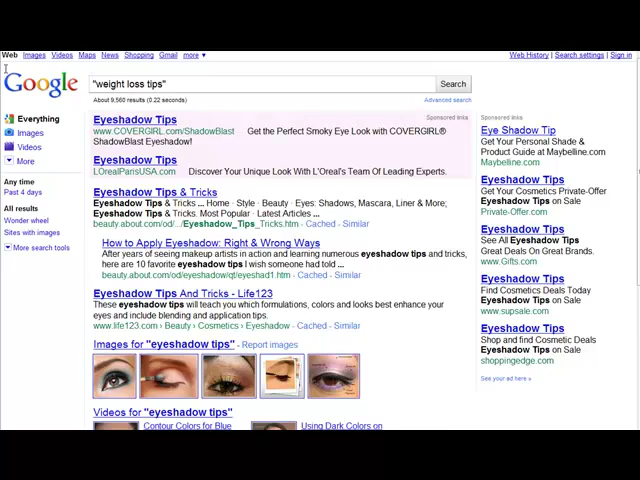 Web Images Videos Maps News Shopping Gmail more ▼ Web History | Search settings | Sign in
Google "weight loss tips" Search
About 9,560 results (0.22 seconds) Advanced search
Everything
Images
Videos
More
Any time
Past 4 days
All results
Wonder wheel
Sites with images
More search tools
Eyeshadow Tips Sponsored links
www.COVERGIRL.com/ShadowBlast Get the Perfect Smoky Eye Look with COVERGIRL®
ShadowBlast Eyeshadow!
Eyeshadow Tips
LOrealParisUSA.com Discover Your Unique Look With L'Oreal's Team Of Leading Experts.
Eyeshadow Tips & Tricks
Eyeshadow Tips & Tricks ... Home · Style · Beauty · Eyes: Shadows, Mascara, Liner & More;
Eyeshadow Tips & Tricks. Most Popular · Latest Articles ...
beauty.about.com/od/.../Eyeshadow_Tips_Tricks.htm - Cached - Similar
How to Apply Eyeshadow: Right & Wrong Ways
After years of seeing makeup artists in action and learning numerous eyeshadow tips and tricks,
here are 10 favorite eyeshadow tips I wish someone had told ...
beauty.about.com/od/eyeshadow/qt/eyeshad1.htm - Cached - Similar
Eyeshadow Tips And Tricks - Life123
These eyeshadow tips will teach you which formulations, colors and looks best enhance your
eyes and include blending and application tips.
www.life123.com › Beauty › Cosmetics › Eyeshadow - Cached - Similar
Images for "eyeshadow tips" - Report images
Videos for "eyeshadow tips"
Contour Colors for Blue Using Dark Colors on
Sponsored links
Eye Shadow Tip
Get Your Personal Shade &
Product Guide at Maybelline.com
Maybelline.com
Eyeshadow Tips
Get Your Cosmetics Private-Offer
Eyeshadow Tips on Sale
Private-Offer.com
Eyeshadow Tips
See All Eyeshadow Tips
Great Deals On Great Brands.
www.Gifts.com
Eyeshadow Tips
Find Cosmetics Deals Today
Eyeshadow Tips on Sale
www.supsale.com
Eyeshadow Tips
Shop and find Cosmetic Deals
Eyeshadow Tips on Sale
shoppingedge.com
See your ad here »